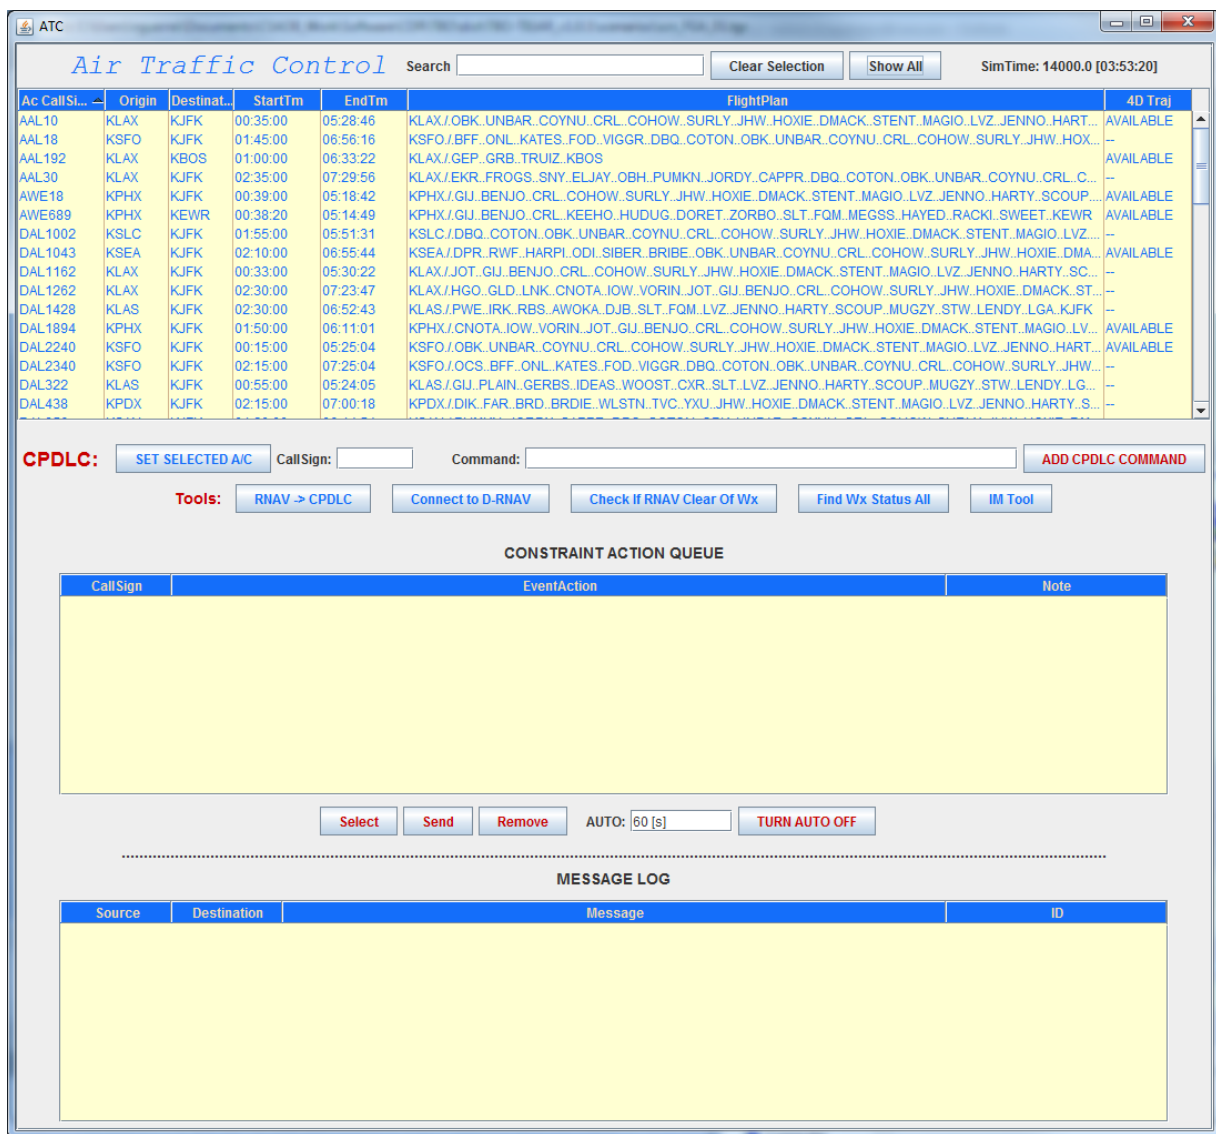 ATC
Air Traffic Control Search Clear Selection Show All SimTime: 14000.0 [03:53:20]
Ac CallSi... Origin Destinat... StartTm EndTm FlightPlan 4D Traj
AAL10 KLAX KJFK 00:35:00 05:28:46 KLAX./.OBK..UNBAR..COYNU..CRL..COHOW..SURLY..JHW..HOXIE..DMACK..STENT..MAGIO..LVZ..JENNO..HART... AVAILABLE
AAL18 KSFO KJFK 01:45:00 06:56:16 KSFO./.BFF..ONL..KATES..FOD..VIGGR..DBQ..COTON..OBK..UNBAR..COYNU..CRL..COHOW..SURLY..JHW..HOX... --
AAL192 KLAX KBOS 01:00:00 06:33:22 KLAX./.GEP..GRB..TRUIZ..KBOS AVAILABLE
AAL30 KLAX KJFK 02:35:00 07:29:56 KLAX./.EKR..FROGS..SNY..ELJAY..OBH..PUMKN..JORDY..CAPPR..DBQ..COTON..OBK..UNBAR..COYNU..CRL..C... --
AWE18 KPHX KJFK 00:39:00 05:18:42 KPHX./.GIJ..BENJO..CRL..COHOW..SURLY..JHW..HOXIE..DMACK..STENT..MAGIO..LVZ..JENNO..HARTY..SCOUP... AVAILABLE
AWE689 KPHX KEWR 00:38:20 05:14:49 KPHX./.GIJ..BENJO..CRL..KEEHO..HUDUG..DORET..ZORBO..SLT..FQM..MEGSS..HAYED..RACKI..SWEET..KEWR AVAILABLE
DAL1002 KSLC KJFK 01:55:00 05:51:31 KSLC./.DBQ..COTON..OBK..UNBAR..COYNU..CRL..COHOW..SURLY..JHW..HOXIE..DMACK..STENT..MAGIO..LVZ.... --
DAL1043 KSEA KJFK 02:10:00 06:55:44 KSEA./.DPR..RWF..HARPI..ODI..SIBER..BRIBE..OBK..UNBAR..COYNU..CRL..COHOW..SURLY..JHW..HOXIE..DMA... AVAILABLE
DAL1162 KLAX KJFK 00:33:00 05:30:22 KLAX./.JOT..GIJ..BENJO..CRL..COHOW..SURLY..JHW..HOXIE..DMACK..STENT..MAGIO..LVZ..JENNO..HARTY..SC... --
DAL1262 KLAX KJFK 02:30:00 07:23:47 KLAX./.HGO..GLD..LNK..CNOTA..IOW..VORIN..JOT..GIJ..BENJO..CRL..COHOW..SURLY..JHW..HOXIE..DMACK..ST... --
DAL1428 KLAS KJFK 02:30:00 06:52:43 KLAS./.PWE..IRK..RBS..AWOKA..DJB..SLT..FQM..LVZ..JENNO..HARTY..SCOUP..MUGZY..STW..LENDY..LGA..KJFK --
DAL1894 KPHX KJFK 01:50:00 06:11:01 KPHX./.CNOTA..IOW..VORIN..JOT..GIJ..BENJO..CRL..COHOW..SURLY..JHW..HOXIE..DMACK..STENT..MAGIO..LV... AVAILABLE
DAL2240 KSFO KJFK 00:15:00 05:25:04 KSFO./.OBK..UNBAR..COYNU..CRL..COHOW..SURLY..JHW..HOXIE..DMACK..STENT..MAGIO..LVZ..JENNO..HART... AVAILABLE
DAL2340 KSFO KJFK 02:15:00 07:25:04 KSFO./.OCS..BFF..ONL..KATES..FOD..VIGGR..DBQ..COTON..OBK..UNBAR..COYNU..CRL..COHOW..SURLY..JHW... --
DAL322 KLAS KJFK 00:55:00 05:24:05 KLAS./.GIJ..PLAIN..GERBS..IDEAS..WOOST..CXR..SLT..LVZ..JENNO..HARTY..SCOUP..MUGZY..STW..LENDY..LG... --
DAL438 KPDX KJFK 02:15:00 07:00:18 KPDX./.DIK..FAR..BRD..BRDIE..WLSTN..TVC..YXU..JHW..HOXIE..DMACK..STENT..MAGIO..LVZ..JENNO..HARTY..S... --
CPDLC: SET SELECTED A/C CallSign: Command: ADD CPDLC COMMAND
Tools: RNAV -> CPDLC Connect to D-RNAV Check If RNAV Clear Of Wx Find Wx Status All IM Tool
CONSTRAINT ACTION QUEUE
CallSign EventAction Note
Select Send Remove AUTO: 60 [s] TURN AUTO OFF
MESSAGE LOG
Source Destination Message ID